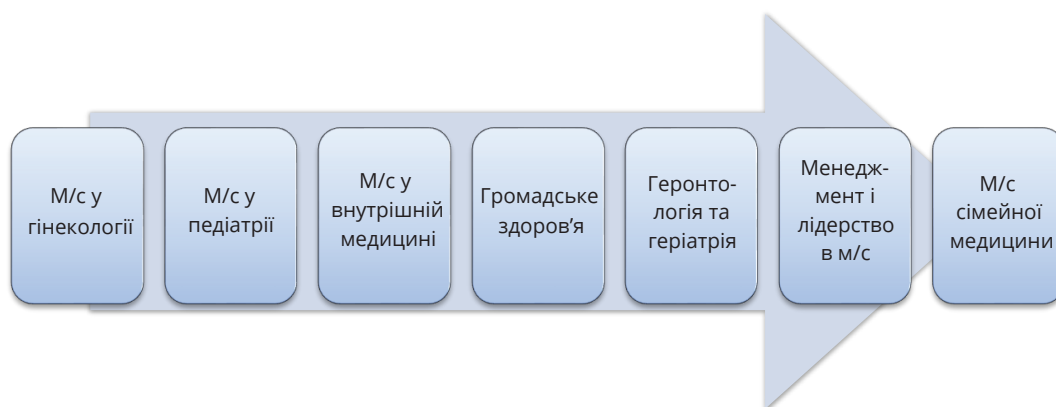 М/с у
гінекології
М/с у
педіатрії
М/с у
внутрішній
медицині
Громадське
здоров’я
Геронто-
логія та
геріатрія
Менедж-
мент і
лідерство
в м/с
М/с
сімейної
медицини